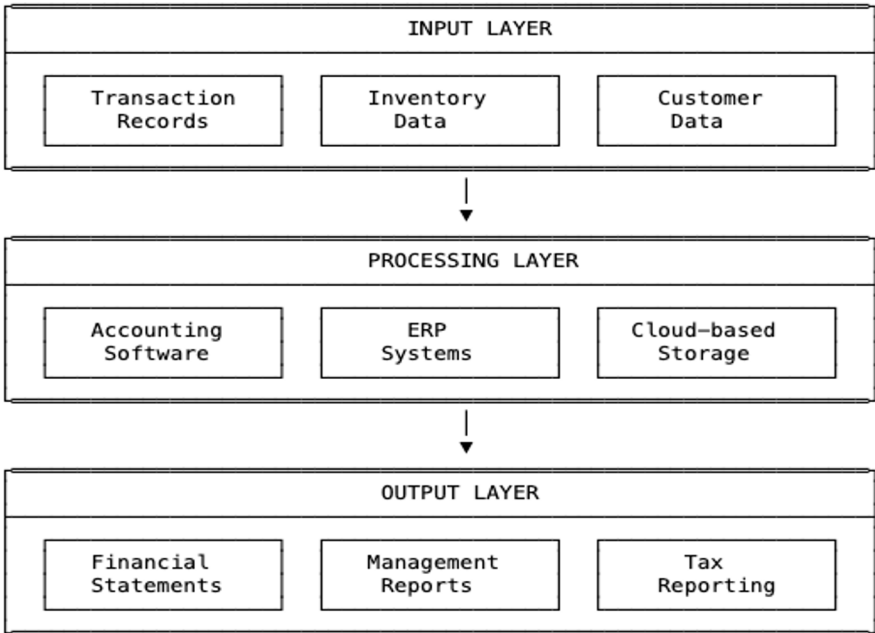 INPUT LAYER
Transaction Records
Inventory Data
Customer Data
PROCESSING LAYER
Accounting Software
ERP Systems
Cloud-based Storage
OUTPUT LAYER
Financial Statements
Management Reports
Tax Reporting